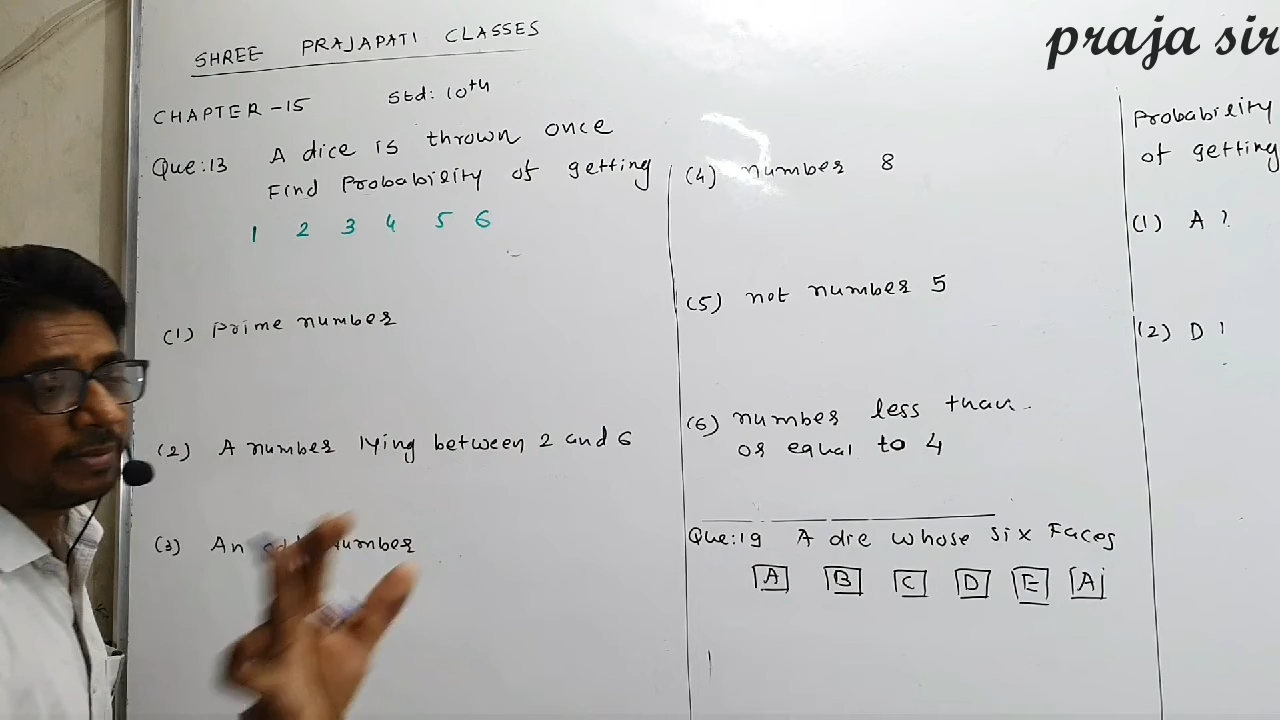 praja sir
SHREE PRAJAPATI CLASSES
CHAPTER -15 Std: 10th
Que:13 A dice is thrown once
Find Probability of getting
1 2 3 4 5 6
(1) Prime number
(2) A number lying between 2 and 6
(3) An number
(4) number 8
(5) not number 5
(6) number less than
or equal to 4
Que:19 A die whose six Faces
A B C D E A
Probability
of getting
(1) A ?
(2) D ?